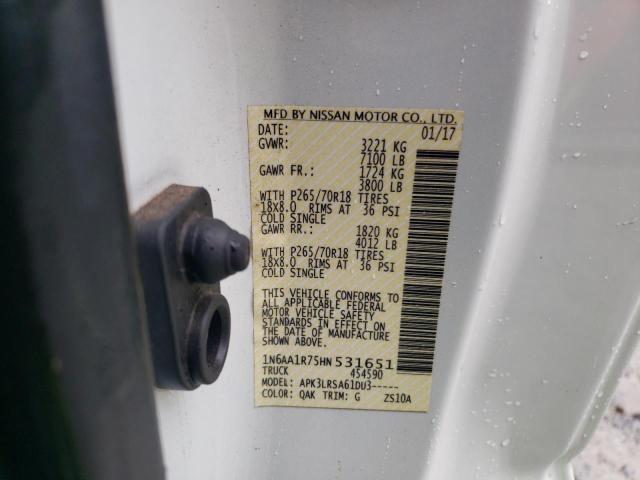 MFD BY NISSAN MOTOR CO., LTD.
DATE: 01/17
GVWR: 3221 KG
7100 LB
GAWR FR.: 1724 KG
3800 LB
WITH P265/70R18 TIRES
18X8.0 RIMS AT 36 PSI
COLD SINGLE
GAWR RR.: 1820 KG
4012 LB
WITH P265/70R18 TIRES
18X8.0 RIMS AT 36 PSI
COLD SINGLE
THIS VEHICLE CONFORMS TO
ALL APPLICABLE FEDERAL
MOTOR VEHICLE SAFETY
STANDARDS IN EFFECT ON
THE DATE OF MANUFACTURE
SHOWN ABOVE.
1N6AA1R75HN531651
TRUCK 454590
MODEL: APK3LRSA61DU3-----
COLOR: QAK TRIM: G ZS10A